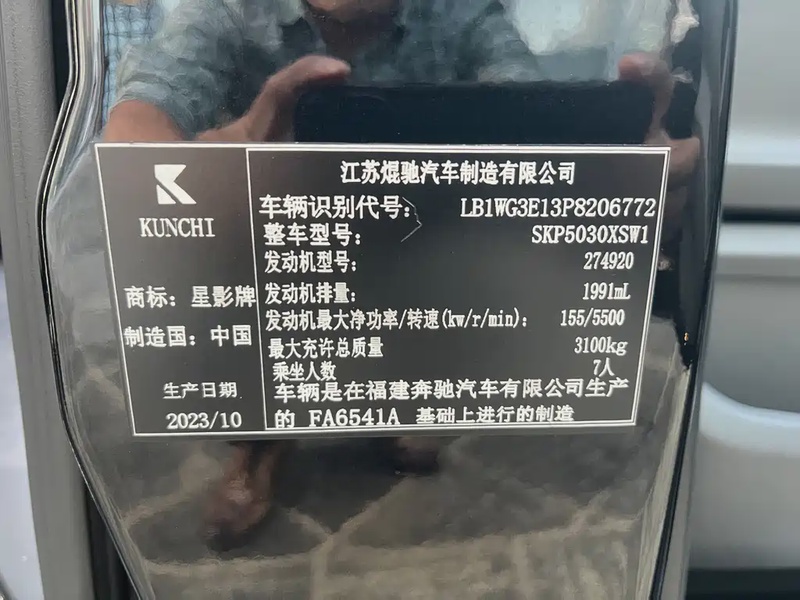 江苏焜驰汽车制造有限公司
KUNCHI
商标：星影牌
制造国：中国
生产日期
2023/10
车辆识别代号： LB1WG3E13P8206772
整车型号： SKP5030XSW1
发动机型号： 274920
发动机排量： 1991mL
发动机最大净功率/转速(kw/r/min)： 155/5500
最大允许总质量 3100kg
乘坐人数 7人
车辆是在福建奔驰汽车有限公司生产
的 FA6541A 基础上进行的制造